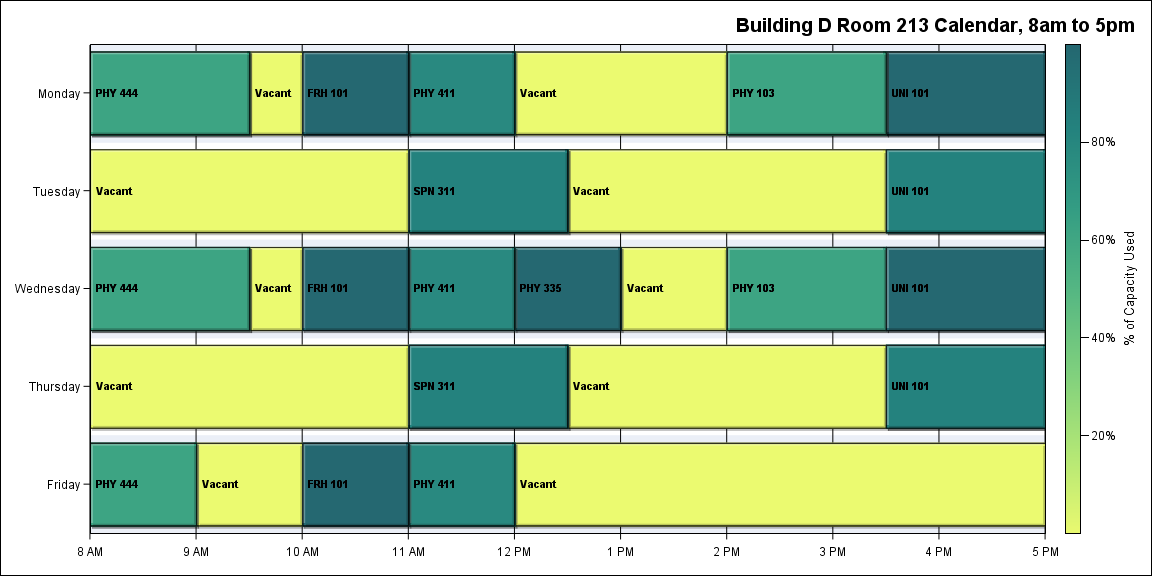 Building D Room 213 Calendar, 8am to 5pm
Monday
PHY 444
Vacant
FRH 101
PHY 411
Vacant
PHY 103
UNI 101
Tuesday
Vacant
SPN 311
Vacant
UNI 101
Wednesday
PHY 444
Vacant
FRH 101
PHY 411
PHY 335
Vacant
PHY 103
UNI 101
Thursday
Vacant
SPN 311
Vacant
UNI 101
Friday
PHY 444
Vacant
FRH 101
PHY 411
Vacant
8 AM
9 AM
10 AM
11 AM
12 PM
1 PM
2 PM
3 PM
4 PM
5 PM
80%
60%
40%
20%
% of Capacity Used